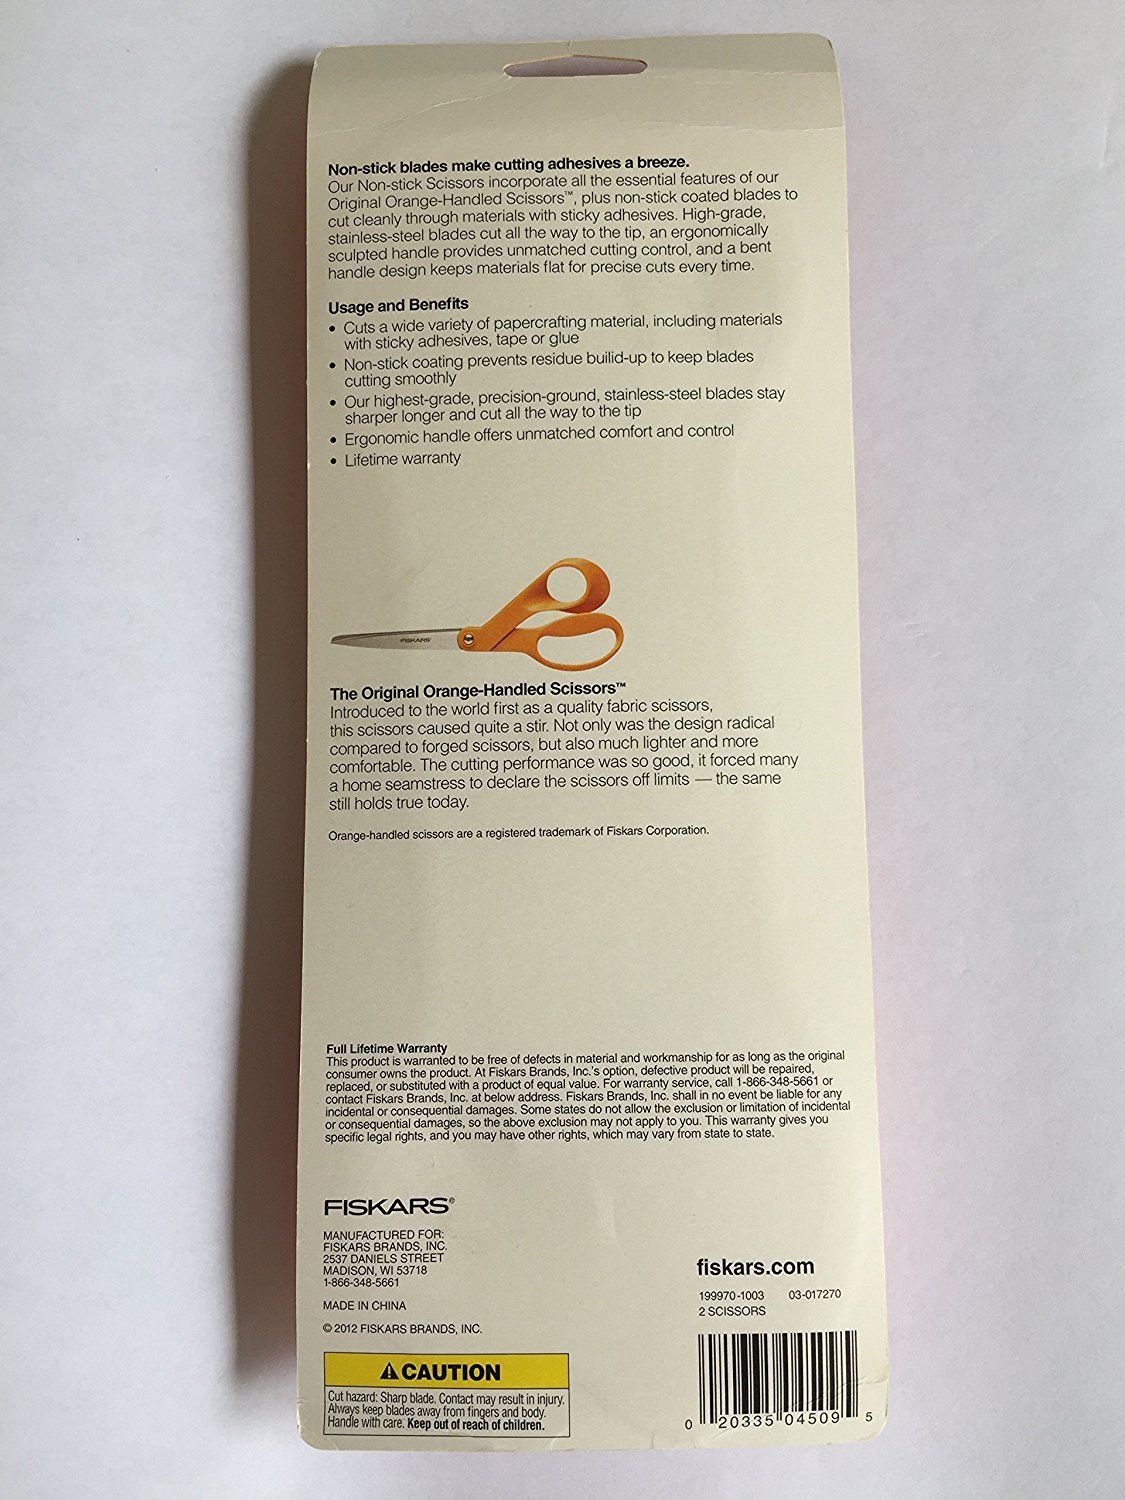 Non-stick blades make cutting adhesives a breeze.
Our Non-stick Scissors incorporate all the essential features of our
Original Orange-Handled Scissors™, plus non-stick coated blades to
cut cleanly through materials with sticky adhesives. High-grade,
stainless-steel blades cut all the way to the tip, an ergonomically
sculpted handle provides unmatched cutting control, and a bent
handle design keeps materials flat for precise cuts every time.
Usage and Benefits
• Cuts a wide variety of papercrafting material, including materials
with sticky adhesives, tape or glue
• Non-stick coating prevents residue builid-up to keep blades
cutting smoothly
• Our highest-grade, precision-ground, stainless-steel blades stay
sharper longer and cut all the way to the tip
• Ergonomic handle offers unmatched comfort and control
• Lifetime warranty
FISKARS
The Original Orange-Handled Scissors™
Introduced to the world first as a quality fabric scissors,
this scissors caused quite a stir. Not only was the design radical
compared to forged scissors, but also much lighter and more
comfortable. The cutting performance was so good, it forced many
a home seamstress to declare the scissors off limits — the same
still holds true today.
Orange-handled scissors are a registered trademark of Fiskars Corporation.
Full Lifetime Warranty
This product is warranted to be free of defects in material and workmanship for as long as the original
consumer owns the product. At Fiskars Brands, Inc.'s option, defective product will be repaired,
replaced, or substituted with a product of equal value. For warranty service, call 1-866-348-5661 or
contact Fiskars Brands, Inc. at below address. Fiskars Brands, Inc. shall in no event be liable for any
incidental or consequential damages. Some states do not allow the exclusion or limitation of incidental
or consequential damages, so the above exclusion may not apply to you. This warranty gives you
specific legal rights, and you may have other rights, which may vary from state to state.
FISKARS®
MANUFACTURED FOR:
FISKARS BRANDS, INC.
2537 DANIELS STREET
MADISON, WI 53718
1-866-348-5661
MADE IN CHINA
© 2012 FISKARS BRANDS, INC.
CAUTION
Cut hazard: Sharp blade. Contact may result in injury.
Always keep blades away from fingers and body.
Handle with care. Keep out of reach of children.
fiskars.com
199970-1003 03-017270
2 SCISSORS
0 20335 04509 5